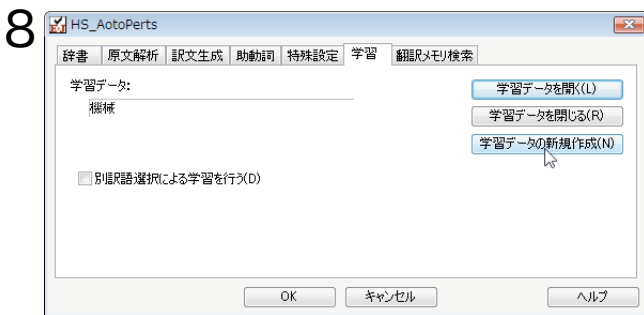 8
HS_AotoPerts
辞書 原文解析 訳文生成 助動詞 特殊設定 学習 翻訳メモリ検索
学習データ:
機械
学習データを開く(L)
学習データを閉じる(R)
学習データの新規作成(N)
別訳語選択による学習を行う(D)
OK キャンセル ヘルプ